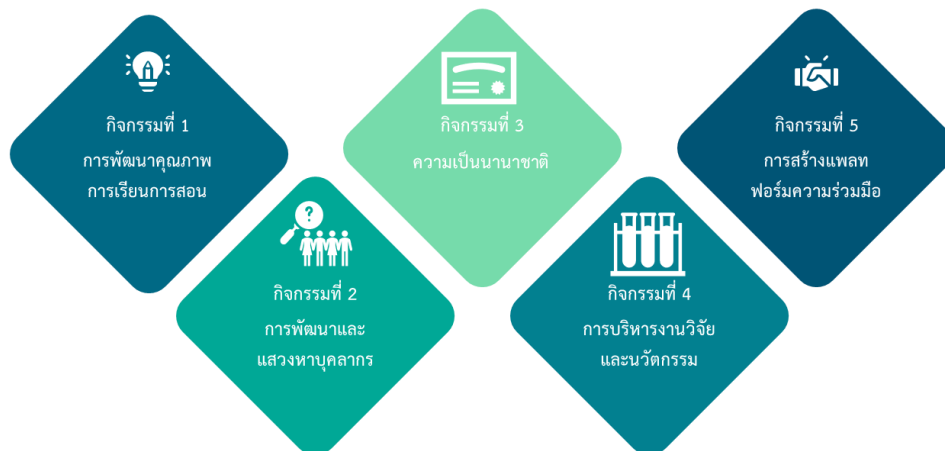 กิจกรรมที่ 1
การพัฒนาคุณภาพ
การเรียนการสอน
กิจกรรมที่ 2
การพัฒนาและ
แสวงหาบุคลากร
กิจกรรมที่ 3
ความเป็นนานาชาติ
กิจกรรมที่ 4
การบริหารงานวิจัย
และนวัตกรรม
กิจกรรมที่ 5
การสร้างแพลท
ฟอร์มความร่วมมือ